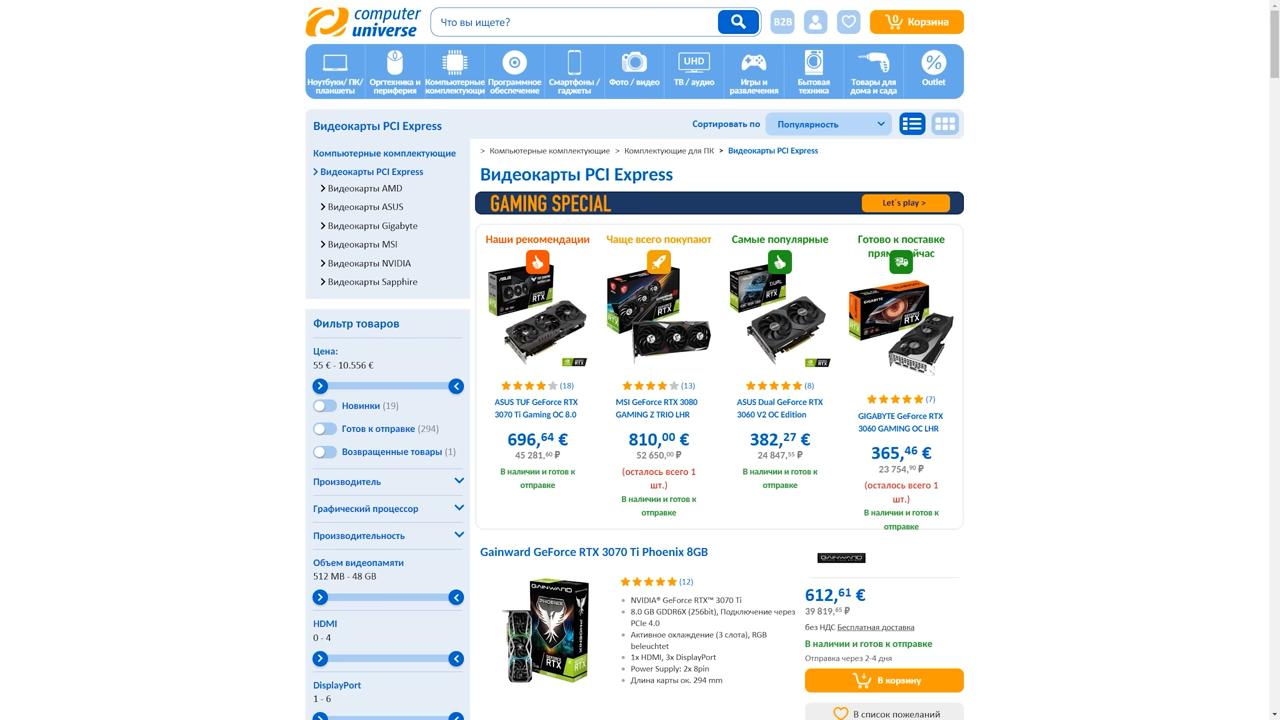 computer
universe
Что вы ищете?
B2B
0
Корзина
UHD
Ноутбуки/ ПК/
планшеты
Оргтехника и
периферия
Компьютерные
комплектующи
Программное
обеспечение
Смартфоны /
гаджеты
Фото / видео
ТВ / аудио
Игры и
развлечения
Бытовая
техника
Товары для
дома и сада
Outlet
Видеокарты PCI Express
Сортировать по
Популярность
Компьютерные комплектующие
Видеокарты PCI Express
Видеокарты AMD
Видеокарты ASUS
Видеокарты Gigabyte
Видеокарты MSI
Видеокарты NVIDIA
Видеокарты Sapphire
> Компьютерные комплектующие > Комплектующие для ПК > Видеокарты PCI Express
Видеокарты PCI Express
GAMING SPECIAL
Let´s play >
Фильтр товаров
Цена:
55 € - 10.556 €
Новинки (19)
Готов к отправке (294)
Возвращенные товары (1)
Производитель
Графический процессор
Производительность
Объем видеопамяти
512 MB - 48 GB
HDMI
0 - 4
DisplayPort
1 - 6
Наши рекомендации
(18)
ASUS TUF GeForce RTX
3070 Ti Gaming OC 8.0
696,64 €
45 281,60 ₽
В наличии и готов к
отправке
Чаще всего покупают
(13)
MSI GeForce RTX 3080
GAMING Z TRIO LHR
810,00 €
52 650,00 ₽
(осталось всего 1
шт.)
В наличии и готов к
отправке
Самые популярные
(8)
ASUS Dual GeForce RTX
3060 V2 OC Edition
382,27 €
24 847,55 ₽
В наличии и готов к
отправке
Готово к поставке
(7)
GIGABYTE GeForce RTX
3060 GAMING OC LHR
365,46 €
23 754,90 ₽
(осталось всего 1
шт.)
В наличии и готов к
отправке
Gainward GeForce RTX 3070 Ti Phoenix 8GB
(12)
NVIDIA® GeForce RTX™ 3070 Ti
8.0 GB GDDR6X (256bit), Подключение через
PCIe 4.0
Активное охлаждение (3 слота), RGB
beleuchtet
1x HDMI, 3x DisplayPort
Power Supply: 2x 8pin
Длина карты ок. 294 mm
GAINWARD
612,61 €
39 819,65 ₽
без НДС Бесплатная доставка
В наличии и готов к отправке
Отправка через 2-4 дня
В корзину
В список пожеланий